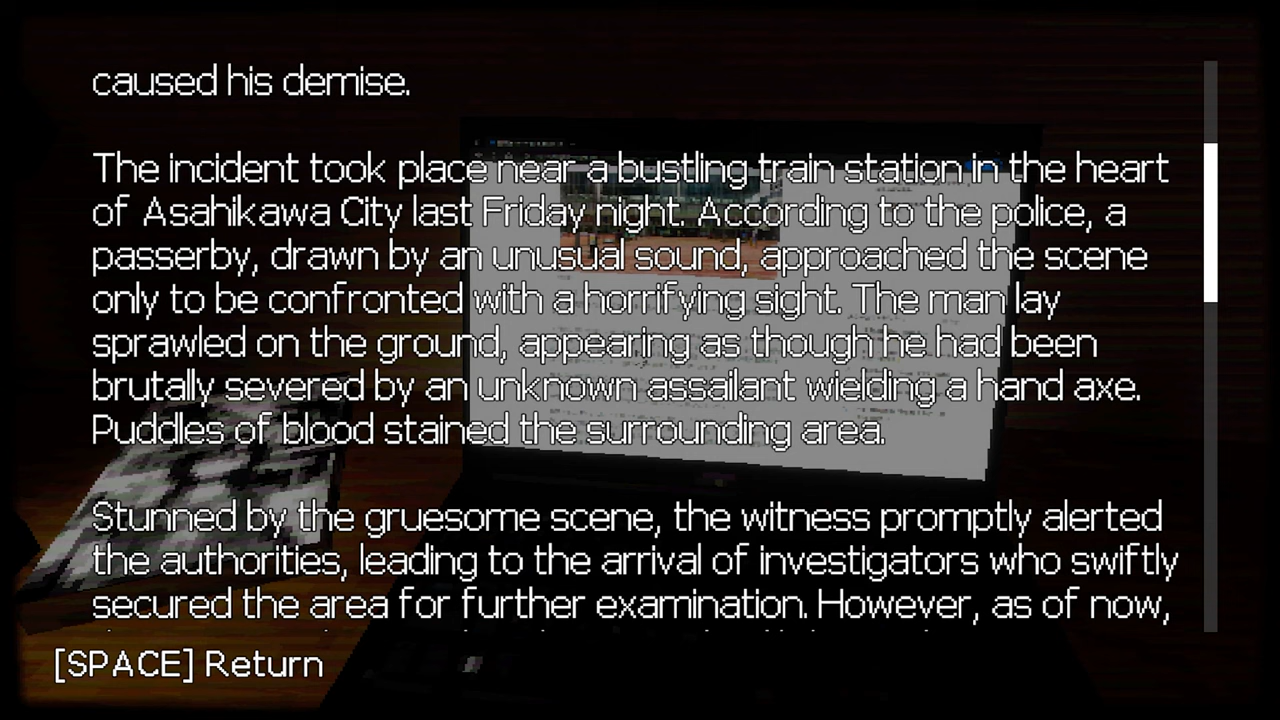 caused his demise.
The incident took place near a bustling train station in the heart
of Asahikawa City last Friday night. According to the police, a
passerby, drawn by an unusual sound, approached the scene
only to be confronted with a horrifying sight. The man lay
sprawled on the ground, appearing as though he had been
brutally severed by an unknown assailant wielding a hand axe.
Puddles of blood stained the surrounding area.
Stunned by the gruesome scene, the witness promptly alerted
the authorities, leading to the arrival of investigators who swiftly
secured the area for further examination. However, as of now,
[SPACE] Return